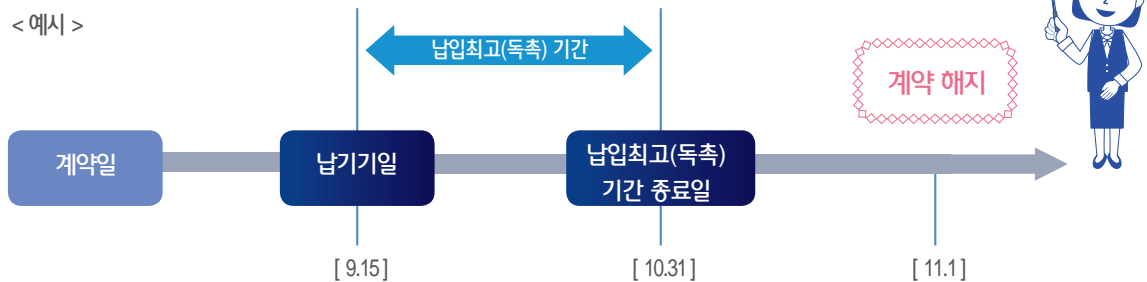 < 예시 >
납입최고(독촉) 기간
계약 해지
계약일
납기기일
납입최고(독촉)
기간 종료일
[ 9.15 ]
[ 10.31 ]
[ 11.1 ]